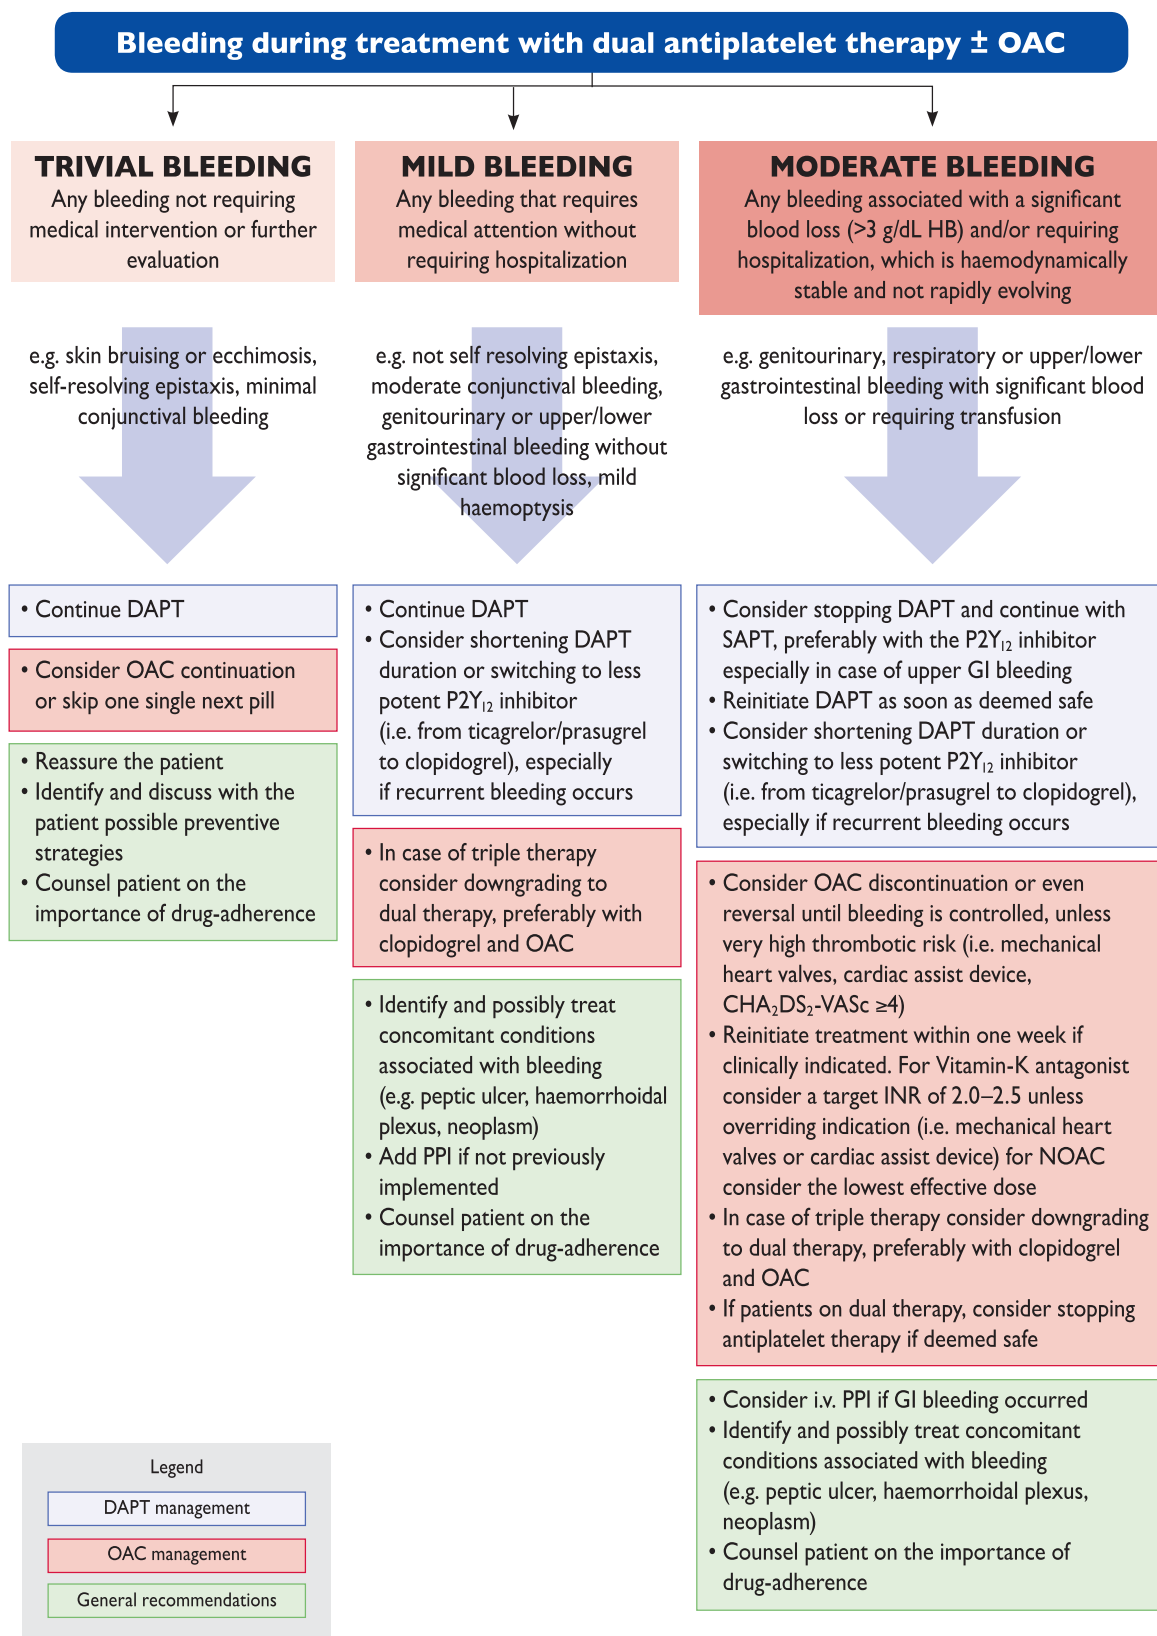 Bleeding during treatment with dual antiplatelet therapy ± OAC
TRIVIAL BLEEDING
Any bleeding not requiring
medical intervention or further
evaluation
e.g. skin bruising or ecchimosis,
self-resolving epistaxis, minimal
conjunctival bleeding
• Continue DAPT
• Consider OAC continuation
or skip one single next pill
• Reassure the patient
• Identify and discuss with the
patient possible preventive
strategies
• Counsel patient on the
importance of drug-adherence
MILD BLEEDING
Any bleeding that requires
medical attention without
requiring hospitalization
e.g. not self resolving epistaxis,
moderate conjunctival bleeding,
genitourinary or upper/lower
gastrointestinal bleeding without
significant blood loss, mild
haemoptysis
• Continue DAPT
• Consider shortening DAPT
duration or switching to less
potent P2Y₁₂ inhibitor
(i.e. from ticagrelor/prasugrel
to clopidogrel), especially
if recurrent bleeding occurs
• In case of triple therapy
consider downgrading to
dual therapy, preferably with
clopidogrel and OAC
• Identify and possibly treat
concomitant conditions
associated with bleeding
(e.g. peptic ulcer, haemorrhoidal
plexus, neoplasm)
• Add PPI if not previously
implemented
• Counsel patient on the
importance of drug-adherence
MODERATE BLEEDING
Any bleeding associated with a significant
blood loss (>3 g/dL HB) and/or requiring
hospitalization, which is haemodynamically
stable and not rapidly evolving
e.g. genitourinary, respiratory or upper/lower
gastrointestinal bleeding with significant blood
loss or requiring transfusion
• Consider stopping DAPT and continue with
SAPT, preferably with the P2Y₁₂ inhibitor
especially in case of upper GI bleeding
• Reinitiate DAPT as soon as deemed safe
• Consider shortening DAPT duration or
switching to less potent P2Y₁₂ inhibitor
(i.e. from ticagrelor/prasugrel to clopidogrel),
especially if recurrent bleeding occurs
• Consider OAC discontinuation or even
reversal until bleeding is controlled, unless
very high thrombotic risk (i.e. mechanical
heart valves, cardiac assist device,
CHA₂DS₂-VASc ≥4)
• Reinitiate treatment within one week if
clinically indicated. For Vitamin-K antagonist
consider a target INR of 2.0–2.5 unless
overriding indication (i.e. mechanical heart
valves or cardiac assist device) for NOAC
consider the lowest effective dose
• In case of triple therapy consider downgrading
to dual therapy, preferably with clopidogrel
and OAC
• If patients on dual therapy, consider stopping
antiplatelet therapy if deemed safe
• Consider i.v. PPI if GI bleeding occurred
• Identify and possibly treat concomitant
conditions associated with bleeding
(e.g. peptic ulcer, haemorrhoidal plexus,
neoplasm)
• Counsel patient on the importance of
drug-adherence
Legend
DAPT management
OAC management
General recommendations